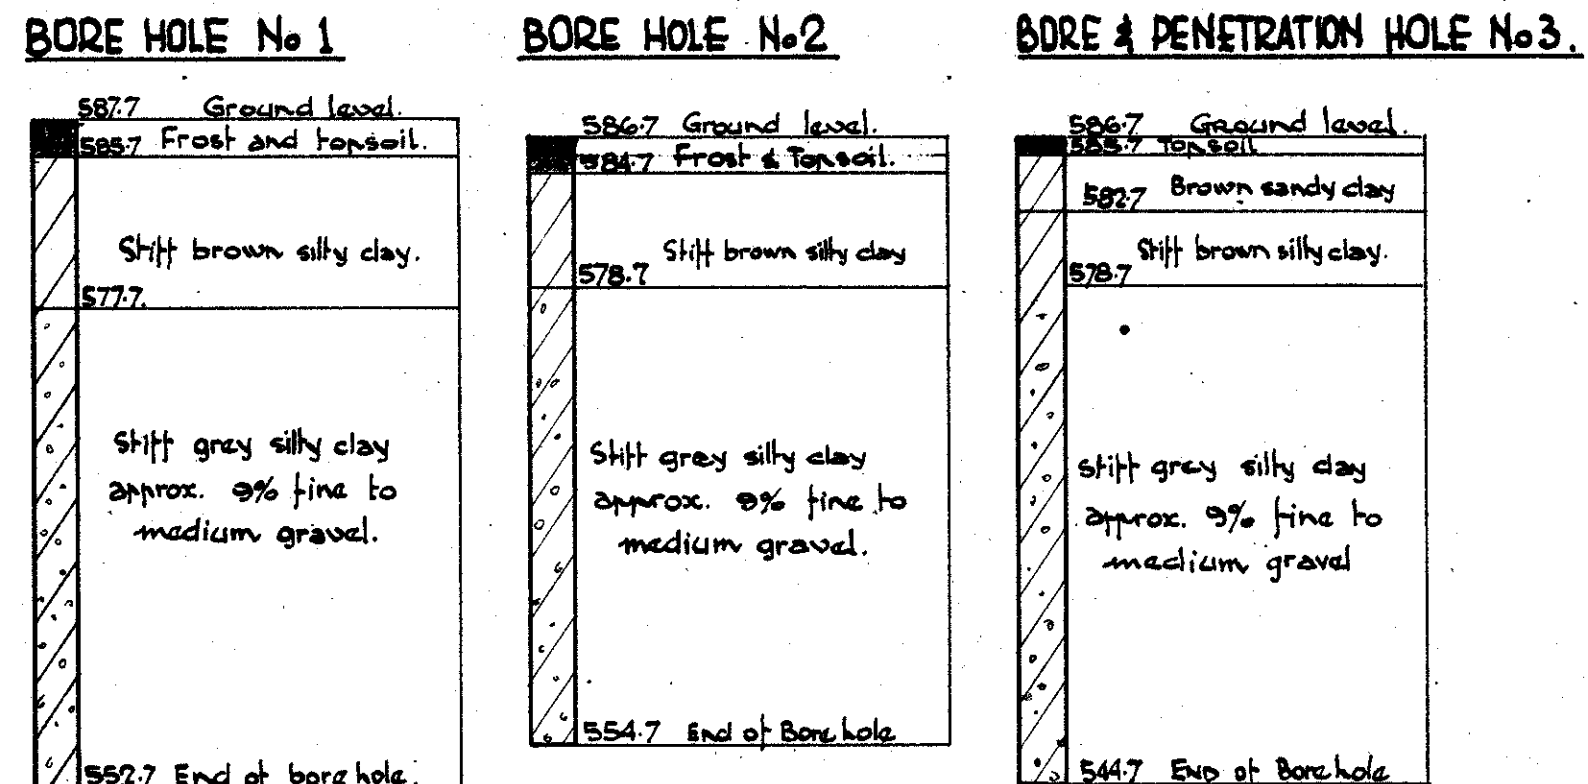 BORE HOLE No 1
587.7 Ground level.
585.7 Frost and topsoil.
Stiff brown silty clay.
577.7.
Stiff grey silty clay
approx. 9% fine to
medium gravel.
552.7 End of bore hole.
BORE HOLE No 2
586.7 Ground level.
584.7 Frost & Topsoil.
Stiff brown silty clay
578.7
Stiff grey silty clay
approx. 9% fine to
medium gravel.
554.7 End of Bore hole
BORE & PENETRATION HOLE No 3.
586.7 Ground level.
585.7 Topsoil
582.7 Brown sandy clay
Stiff brown silty clay.
578.7
Stiff grey silty clay
approx. 9% fine to
medium gravel
544.7 End of Bore hole